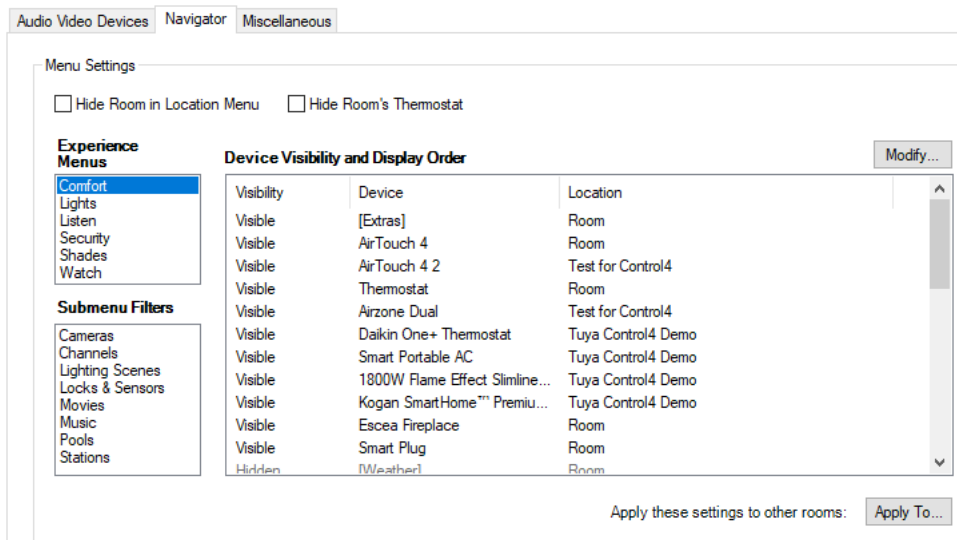 Audio Video Devices Navigator Miscellaneous
Menu Settings
Hide Room in Location Menu Hide Room's Thermostat
Experience
Menus
Device Visibility and Display Order
Modify...
Comfort
Lights
Listen
Security
Shades
Watch
Submenu Filters
Cameras
Channels
Lighting Scenes
Locks & Sensors
Movies
Music
Pools
Stations
Visibility Device Location
Visible [Extras] Room
Visible AirTouch 4 Room
Visible AirTouch 4 2 Test for Control4
Visible Thermostat Room
Visible Airzone Dual Test for Control4
Visible Daikin One+ Thermostat Tuya Control4 Demo
Visible Smart Portable AC Tuya Control4 Demo
Visible 1800W Flame Effect Slimline... Tuya Control4 Demo
Visible Kogan SmartHome™ Premiu... Tuya Control4 Demo
Visible Escea Fireplace Room
Visible Smart Plug Room
Hidden [Weather] Room
Apply these settings to other rooms: Apply To...